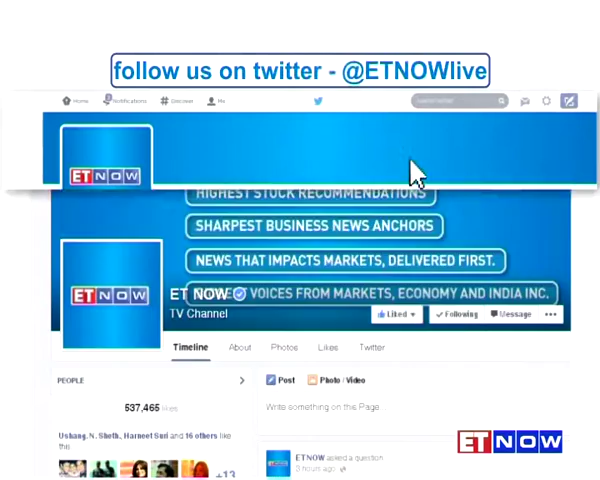 follow us on twitter - @ETNOWlive
Home Notifications # Discover Me
ET NOW
HIGHEST STOCK RECOMMENDATIONS
SHARPEST BUSINESS NEWS ANCHORS
NEWS THAT IMPACTS MARKETS, DELIVERED FIRST.
VOICES FROM MARKETS, ECONOMY AND INDIA INC.
ET NOW
ET NOW
TV Channel
Liked Following Message •••
Timeline About Photos Likes Twitter
PEOPLE
537,465 likes
Ushang. N. Sheth, Harneet Suri and 16 others like
this
+13
Post Photo / Video
Write something on this Page
ETNOW asked a question
3 hours ago
ET NOW
ETNOW